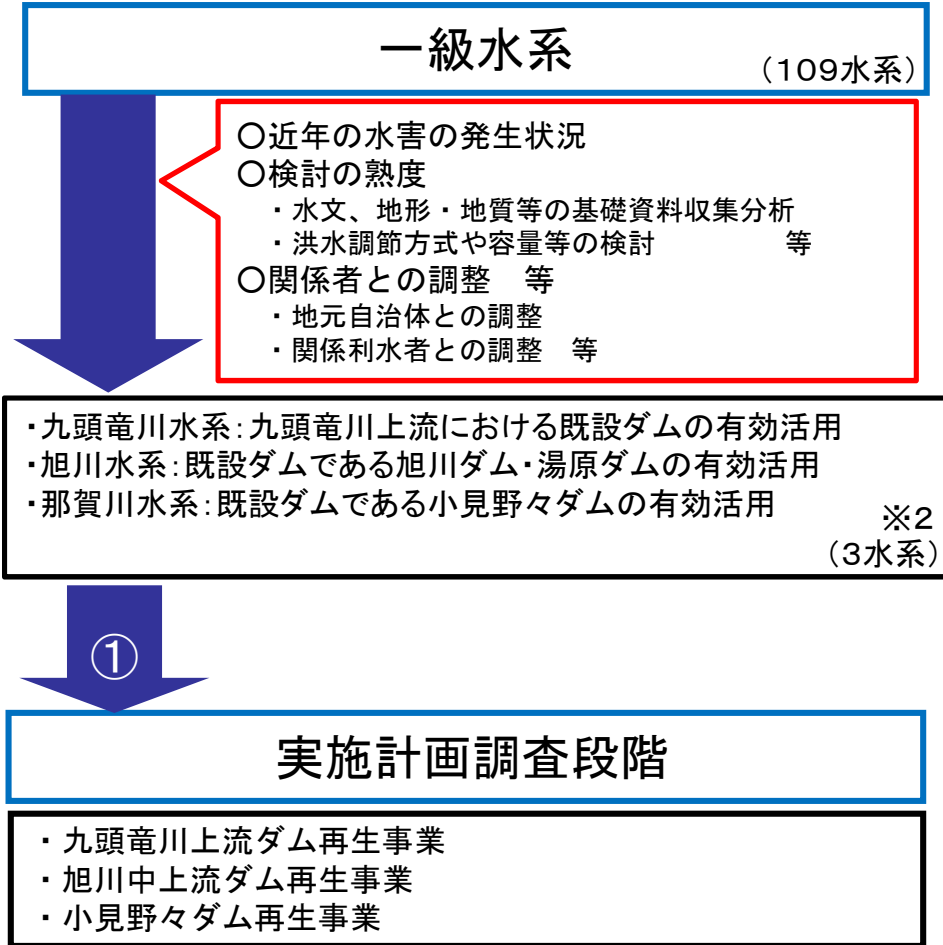 一級水系
（109水系）
○近年の水害の発生状況
○検討の熟度
・水文、地形・地質等の基礎資料収集分析
・洪水調節方式や容量等の検討　　　　　等
○関係者との調整　等
・地元自治体との調整
・関係利水者との調整　等
・九頭竜川水系：九頭竜川上流における既設ダムの有効活用
・旭川水系：既設ダムである旭川ダム・湯原ダムの有効活用
・那賀川水系：既設ダムである小見野々ダムの有効活用
※2
（3水系）
①
実施計画調査段階
・九頭竜川上流ダム再生事業
・旭川中上流ダム再生事業
・小見野々ダム再生事業